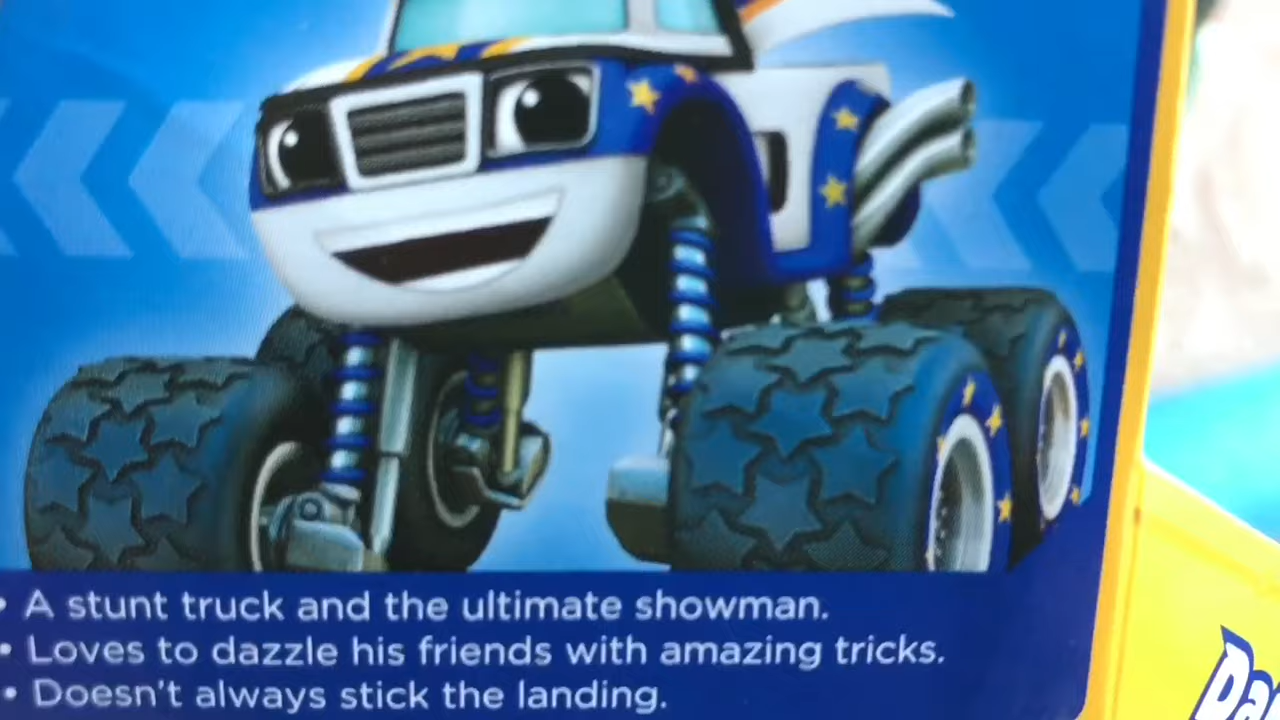 • A stunt truck and the ultimate showman.
• Loves to dazzle his friends with amazing tricks.
• Doesn't always stick the landing.